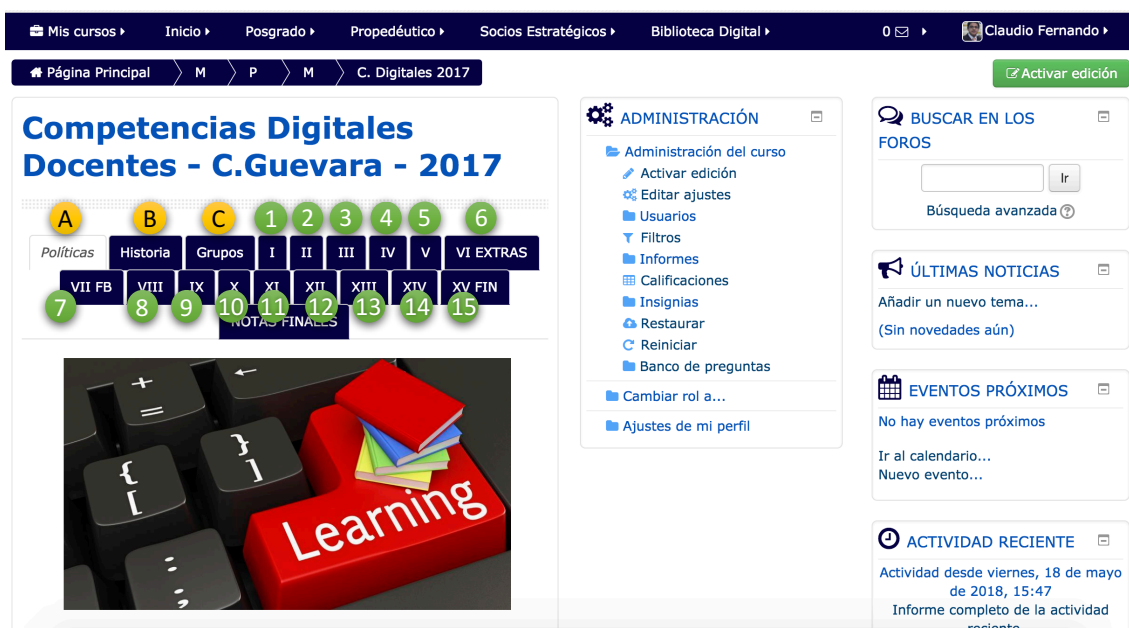 Mis cursos
Inicio
Posgrado
Propedéutico
Socios Estratégicos
Biblioteca Digital
0
Claudio Fernando
Página Principal
M
P
M
C. Digitales 2017
Activar edición
Competencias Digitales
Docentes - C.Guevara - 2017
A B C 1 2 3 4 5 6
Políticas Historia Grupos I II III IV V VI EXTRAS
VII FB VIII IX X XI XII XIII XIV XV FIN
7 8 9 10 11 12 13 14 15
NOTAS FINALES
+
=
←
{
[
}
]
:
;
Learning
ADMINISTRACIÓN
Administración del curso
Activar edición
Editar ajustes
Usuarios
Filtros
Informes
Calificaciones
Insignias
Restaurar
Reiniciar
Banco de preguntas
Cambiar rol a...
Ajustes de mi perfil
BUSCAR EN LOS
FOROS
Ir
Búsqueda avanzada ?
ÚLTIMAS NOTICIAS
Añadir un nuevo tema...
(Sin novedades aún)
EVENTOS PRÓXIMOS
No hay eventos próximos
Ir al calendario...
Nuevo evento...
ACTIVIDAD RECIENTE
Actividad desde viernes, 18 de mayo
de 2018, 15:47
Informe completo de la actividad
reciente